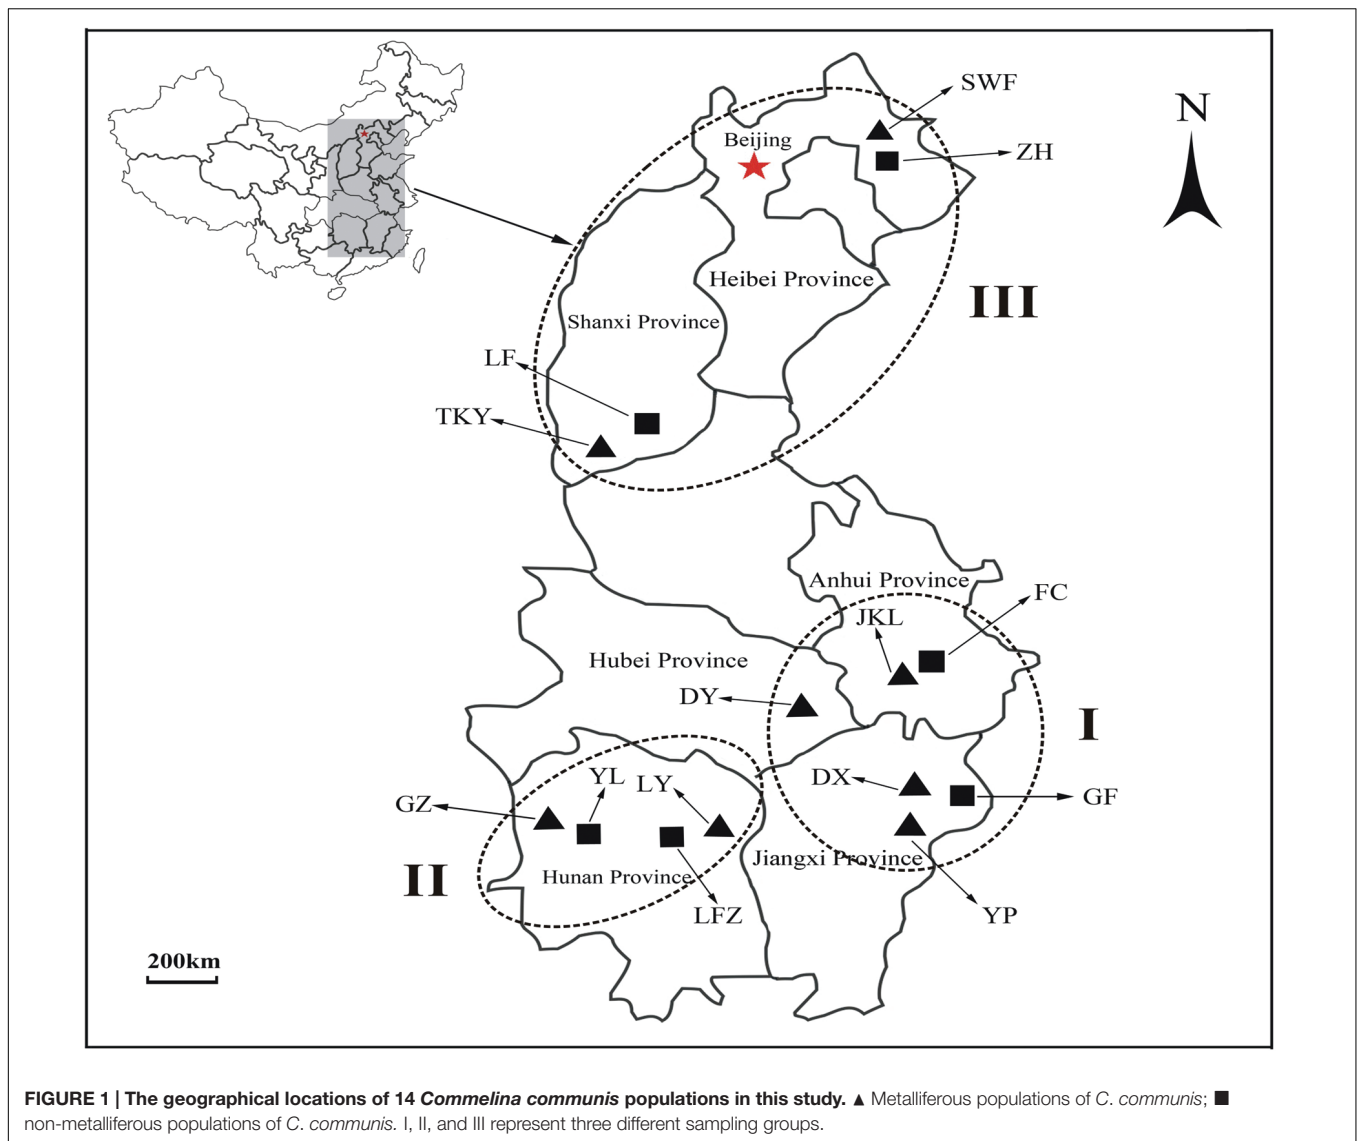 SWF
N
Beijing
ZH
Heibei Province
III
Shanxi Province
LF
TKY
Anhui Province
FC
JKL
Hubei Province
DY
I
YL
LY
DX
GZ
GF
Jiangxi Province
II
Hunan Province
LFZ
YP
200km
FIGURE 1 | The geographical locations of 14 Commelina communis populations in this study. ▲ Metalliferous populations of C. communis; ■
non-metalliferous populations of C. communis. I, II, and III represent three different sampling groups.